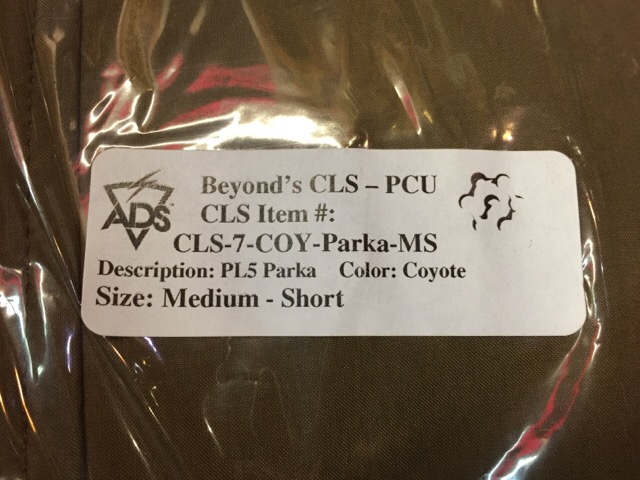 ADS
Beyond's CLS – PCU
CLS Item #:
CLS-7-COY-Parka-MS
Description: PL5 Parka Color: Coyote
Size: Medium - Short